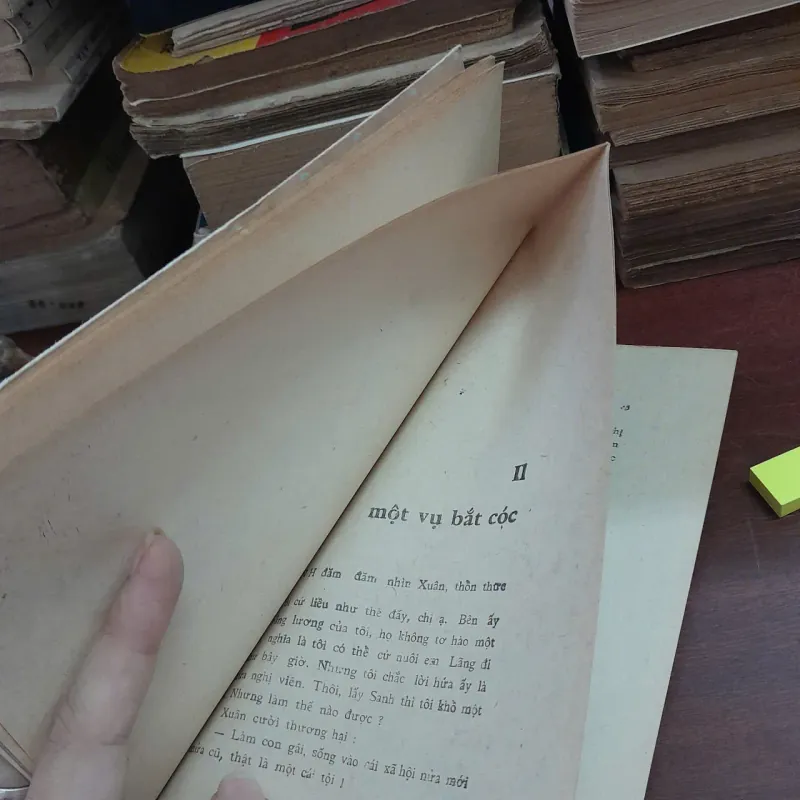 II
một vụ bắt cóc
đăm đăm nhìn Xuân, thồn thức
cứ liều như thế đấy, chị ạ. Bên ấy
lương của tôi, họ không tơ hào một
nghĩa là tôi có thể cứ nuôi em Lãng đi
bây giờ. Nhưng tôi chắc lời hứa ấy là
nghị viên. Thôi, lấy Sanh thì tôi khổ một
Nhưng làm thế nào được ?
Xuân cười thương hại :
— Làm con gái, sống vào cái xã hội nửa mới
cũ, thật là một cái tội !